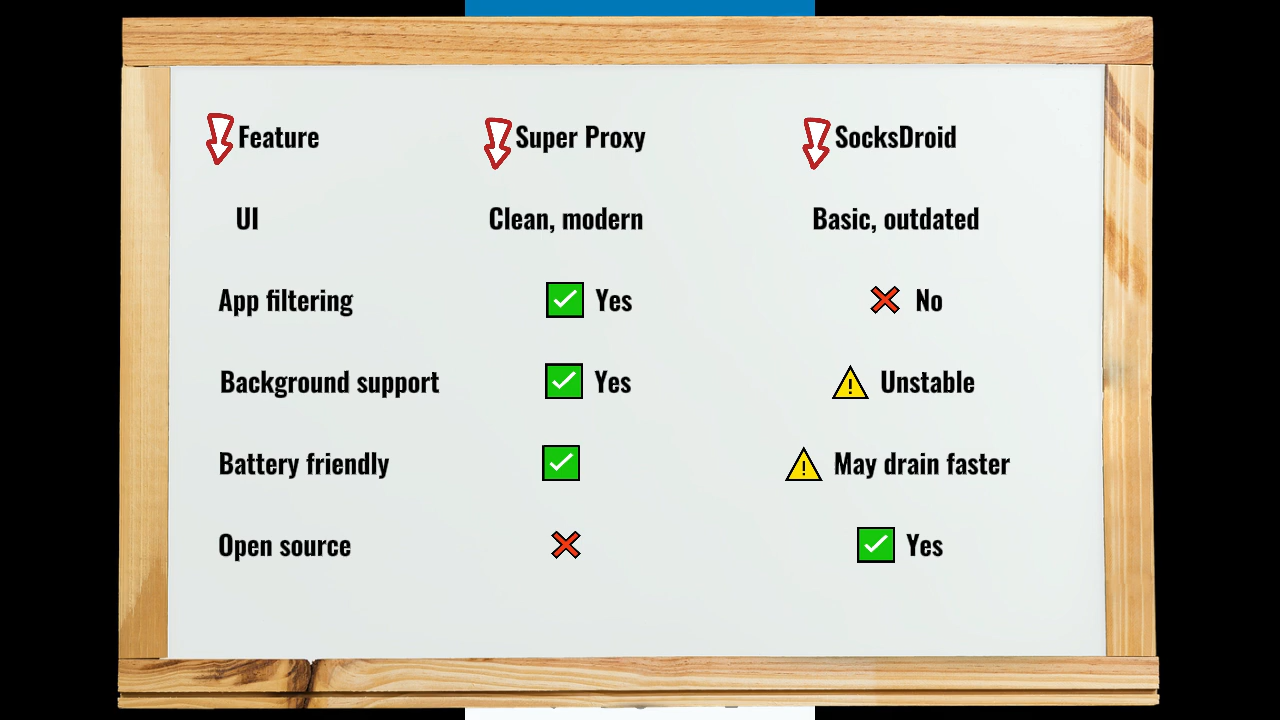 Feature Super Proxy SocksDroid
UI Clean, modern Basic, outdated
App filtering Yes No
Background support Yes Unstable
Battery friendly May drain faster
Open source Yes